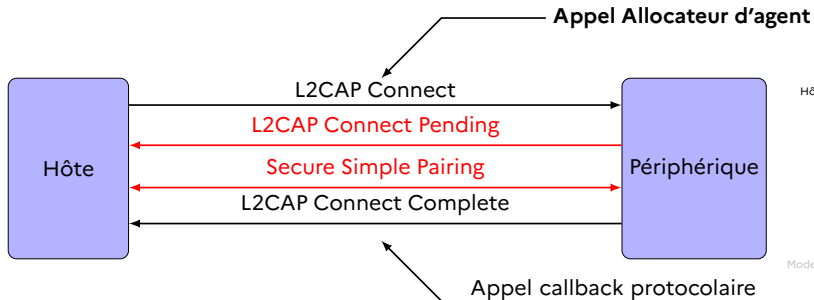 Appel Allocateur d’agent
L2CAP Connect
L2CAP Connect Pending
Hôte
Secure Simple Pairing
Périphérique
L2CAP Connect Complete
Appel callback protocolaire